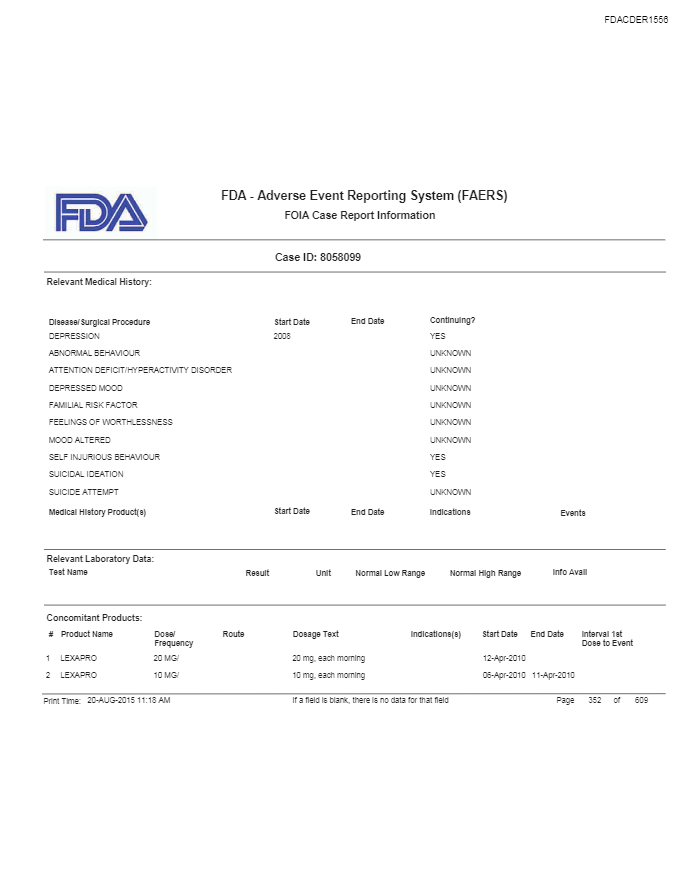 FDACDER1556
FDA
FDA - Adverse Event Reporting System (FAERS)
FOIA Case Report Information
Case ID: 8058099
Relevant Medical History:
Disease/Surgical Procedure Start Date End Date Continuing?
DEPRESSION 2008 YES
ABNORMAL BEHAVIOUR UNKNOWN
ATTENTION DEFICIT/HYPERACTIVITY DISORDER UNKNOWN
DEPRESSED MOOD UNKNOWN
FAMILIAL RISK FACTOR UNKNOWN
FEELINGS OF WORTHLESSNESS UNKNOWN
MOOD ALTERED UNKNOWN
SELF INJURIOUS BEHAVIOUR YES
SUICIDAL IDEATION YES
SUICIDE ATTEMPT UNKNOWN
Medical History Product(s) Start Date End Date Indications Events
Relevant Laboratory Data:
Test Name Result Unit Normal Low Range Normal High Range Info Avail
Concomitant Products:
# Product Name Dose/ Frequency Route Dosage Text Indications(s) Start Date End Date Interval 1st Dose to Event
1 LEXAPRO 20 MG/ 20 mg, each morning 12-Apr-2010
2 LEXAPRO 10 MG/ 10 mg, each morning 06-Apr-2010 11-Apr-2010
Print Time: 20-AUG-2015 11:18 AM If a field is blank, there is no data for that field Page 352 of 609